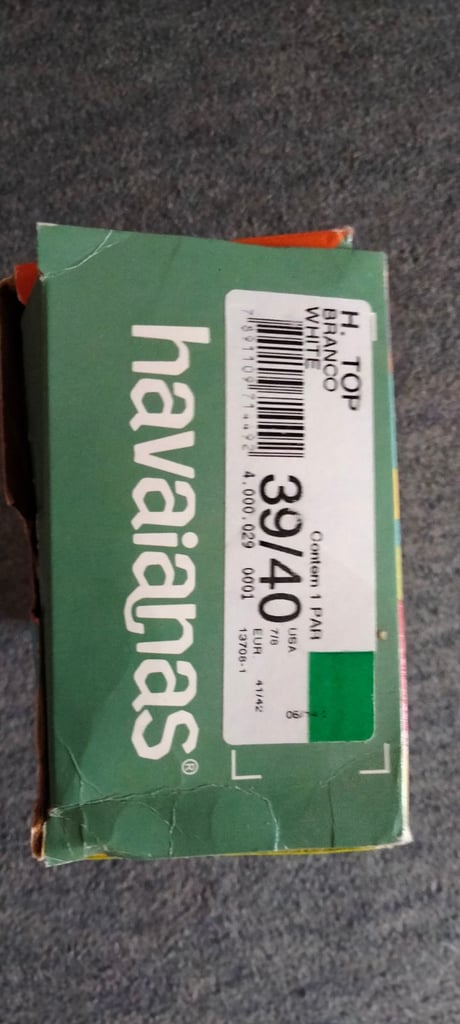 H. TOP
BRANCO
WHITE
7891109714492
Contem 1 PAR
39/40
4.000.029 0001
USA
7/8
EUR 41/42
13708-1
havaianas®